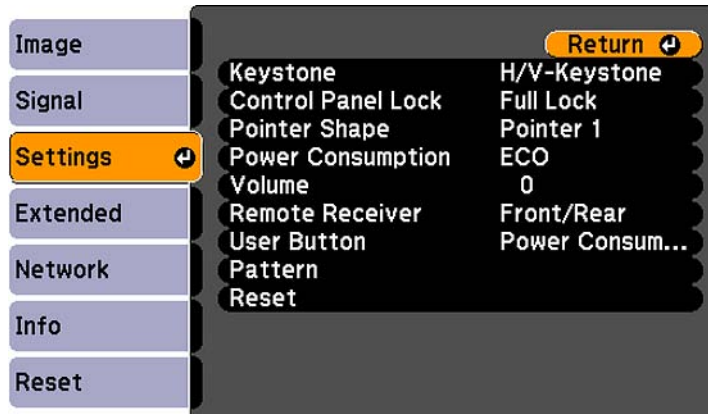 Image
Signal
Settings
Extended
Network
Info
Reset
Return
Keystone H/V-Keystone
Control Panel Lock Full Lock
Pointer Shape Pointer 1
Power Consumption ECO
Volume 0
Remote Receiver Front/Rear
User Button Power Consum...
Pattern
Reset